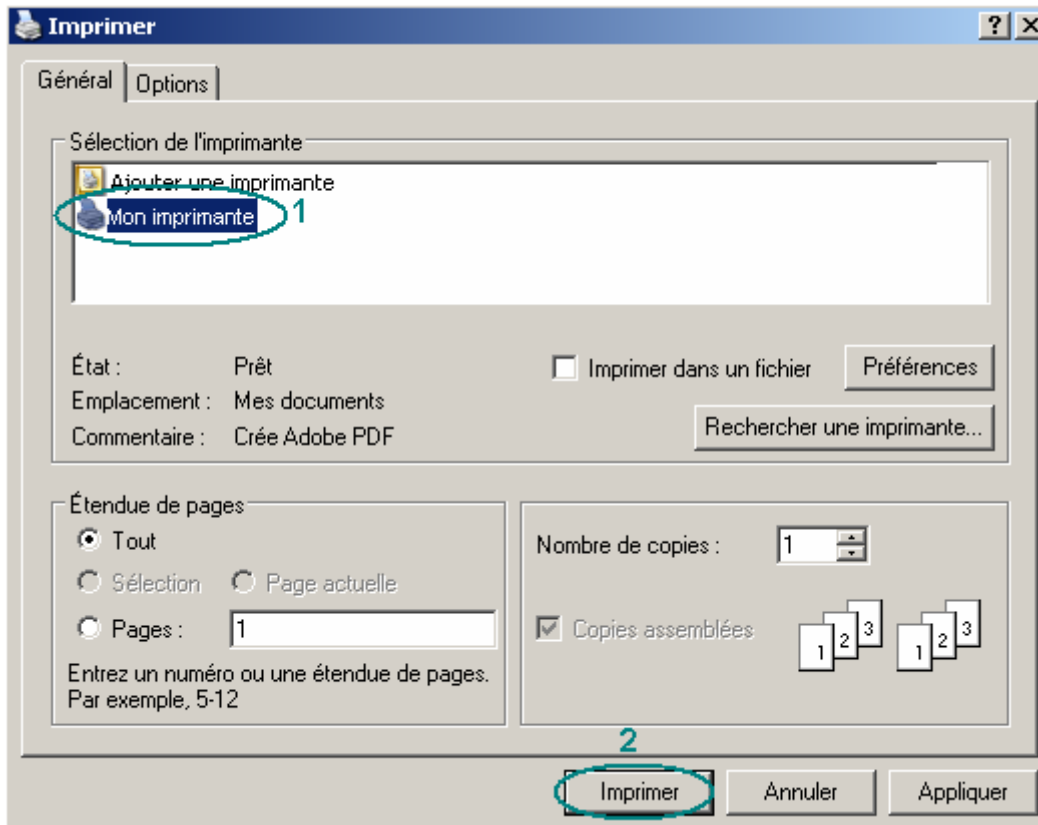 Imprimer
Général Options
Sélection de l'imprimante
Ajouter une imprimante
Mon imprimante 1
État : Prêt
Imprimer dans un fichier Préférences
Emplacement : Mes documents
Commentaire : Crée Adobe PDF
Rechercher une imprimante...
Étendue de pages
Tout
Sélection Page actuelle
Pages : 1
Entrez un numéro ou une étendue de pages.
Par exemple, 5-12
Nombre de copies : 1
Copies assemblées 1 2 3 1 2 3
2
Imprimer Annuler Appliquer